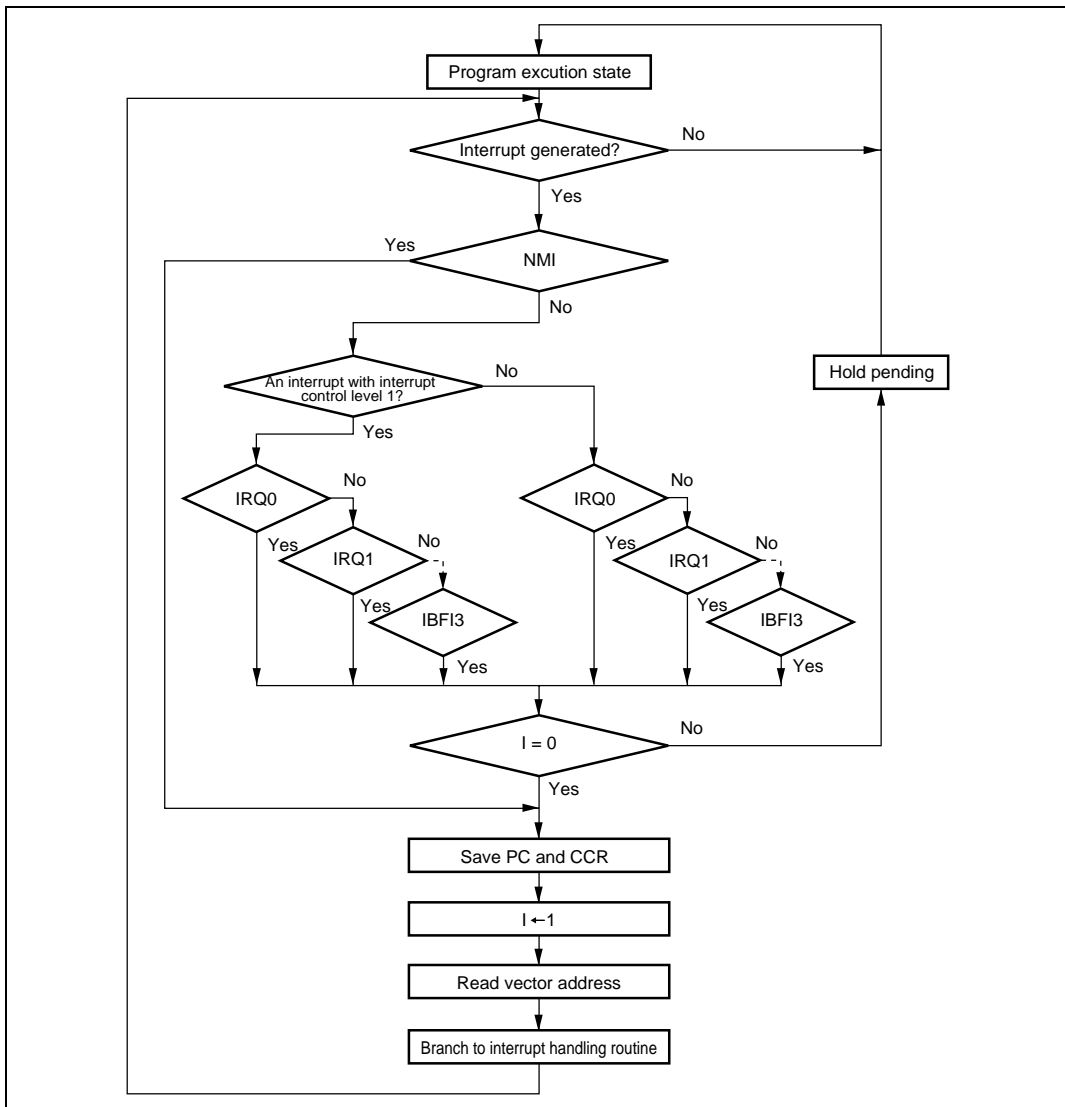 Program excution state
Interrupt generated?
No
Yes
Yes
NMI
No
An interrupt with interrupt
control level 1?
No
Hold pending
Yes
IRQ0
No
IRQ0
No
Yes
IRQ1
No
Yes
IRQ1
No
Yes
IBFI3
Yes
IBFI3
Yes
Yes
I = 0
No
Yes
Save PC and CCR
I ←1
Read vector address
Branch to interrupt handling routine